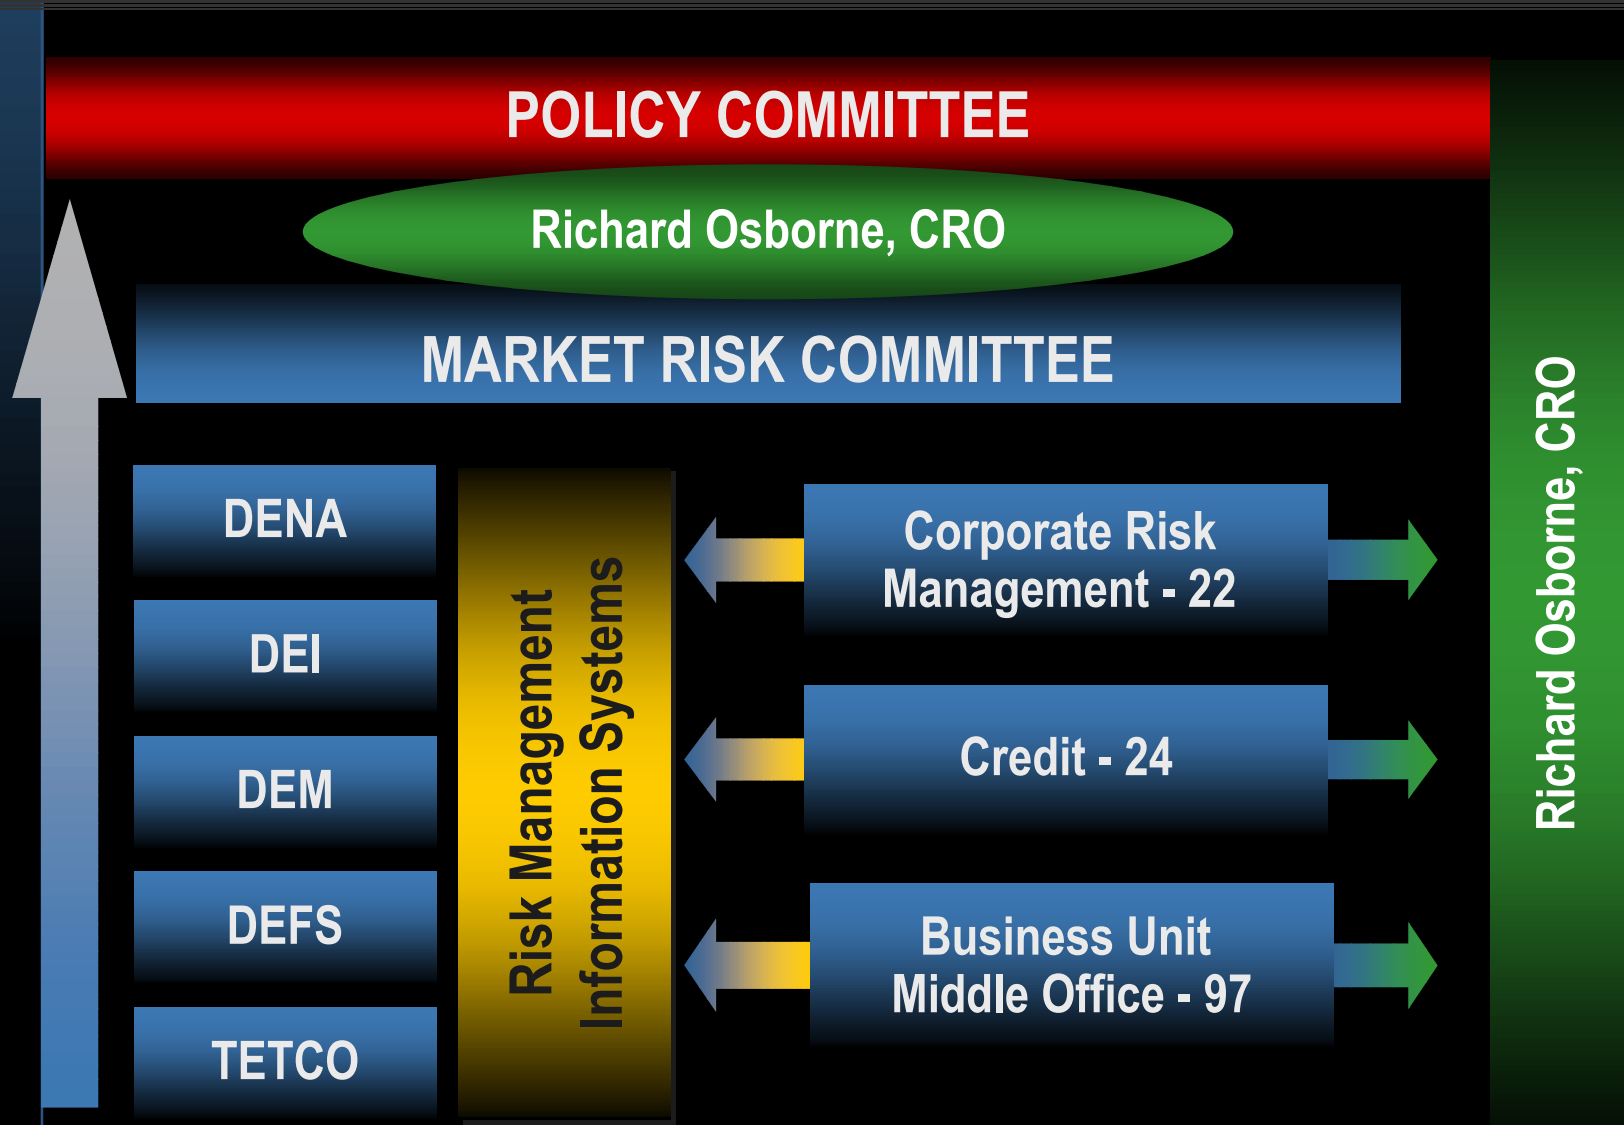 POLICY COMMITTEE
Richard Osborne, CRO
MARKET RISK COMMITTEE
DENA
DEI
DEM
DEFS
TETCO
Risk Management
Information Systems
Corporate Risk
Management - 22
Credit - 24
Business Unit
Middle Office - 97
Richard Osborne, CRO